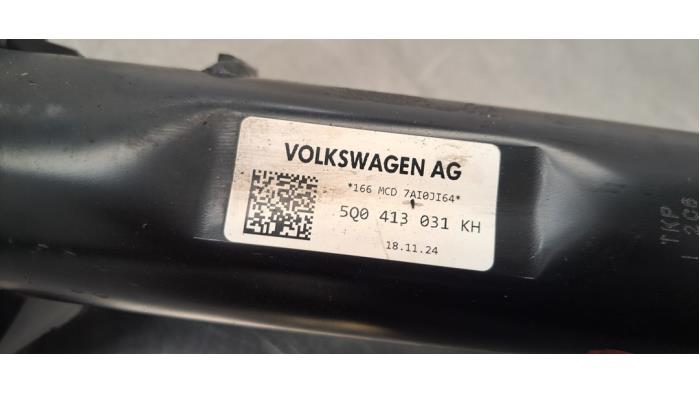 VOLKSWAGEN AG
*166 MCD 7AI0JI64*
5Q0 413 031 KH
18.11.24
TKP